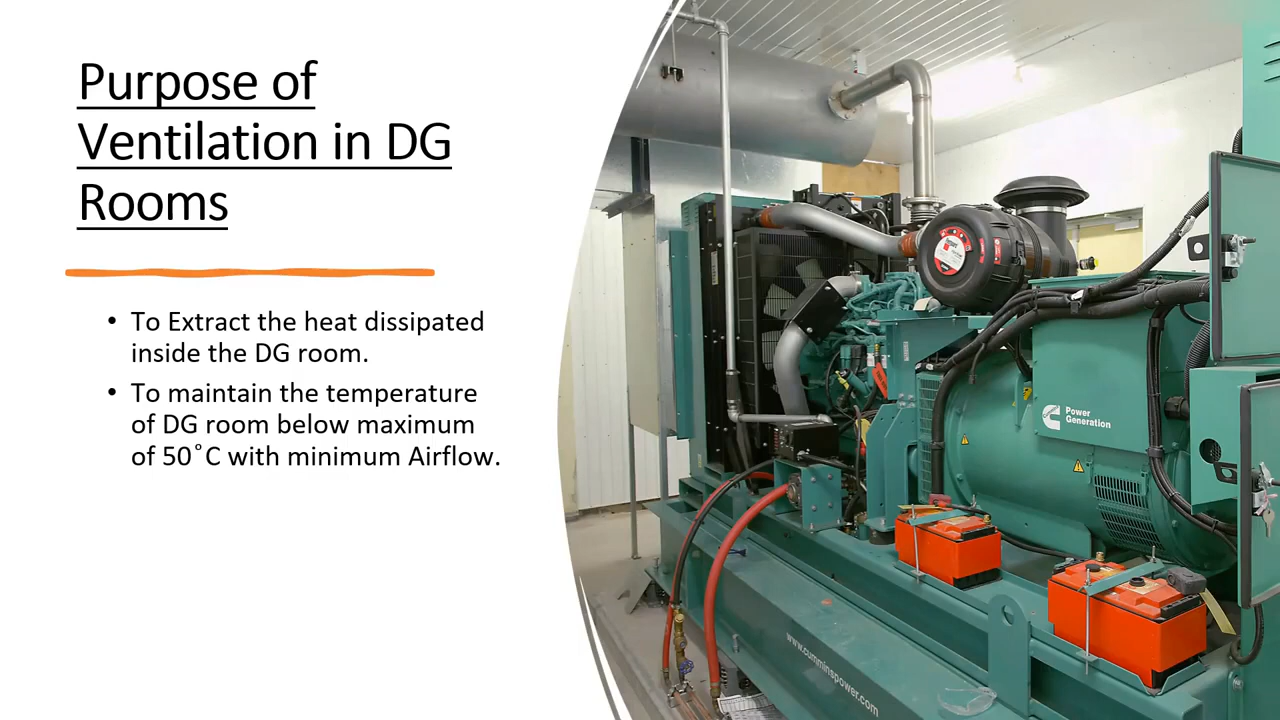 Purpose of
Ventilation in DG
Rooms
• To Extract the heat dissipated
inside the DG room.
• To maintain the temperature
of DG room below maximum
of 50°C with minimum Airflow.
Power
Generation
www.cumminspower.com